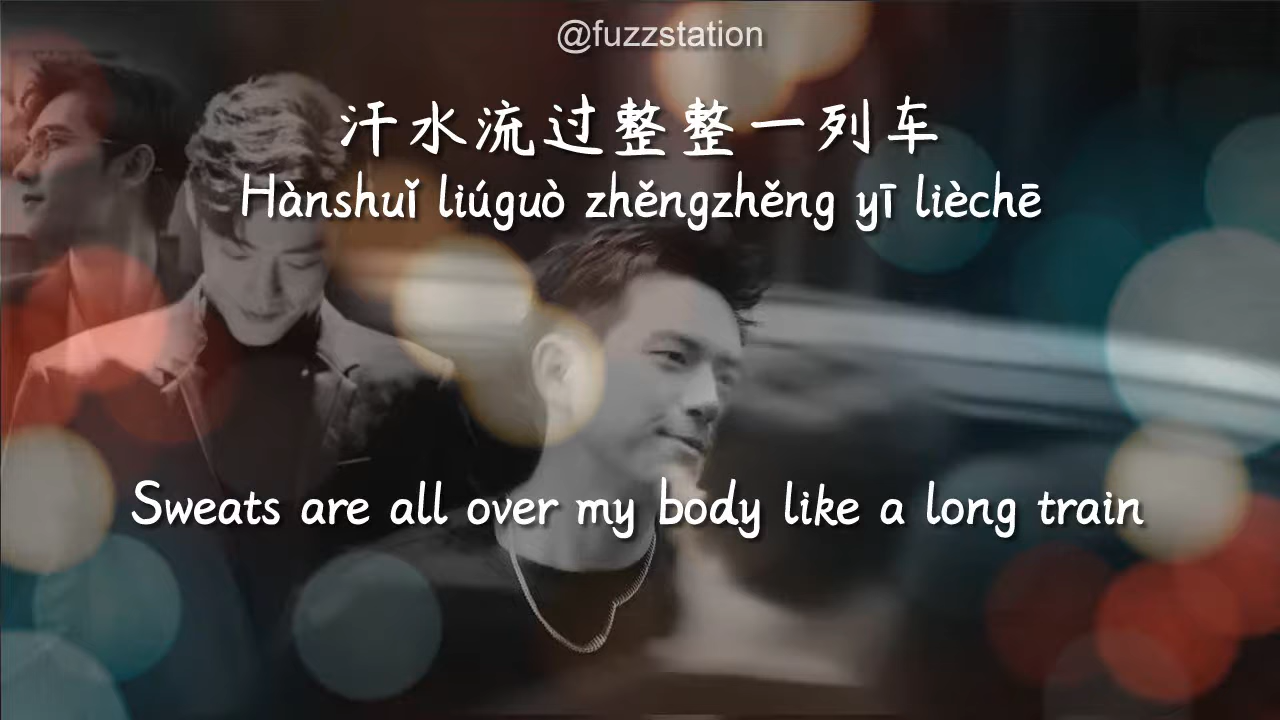 @fuzzstation
汗水流过整整一列车
Hànshuǐ liúguò zhěngzhěng yī lièchē
Sweats are all over my body like a long train